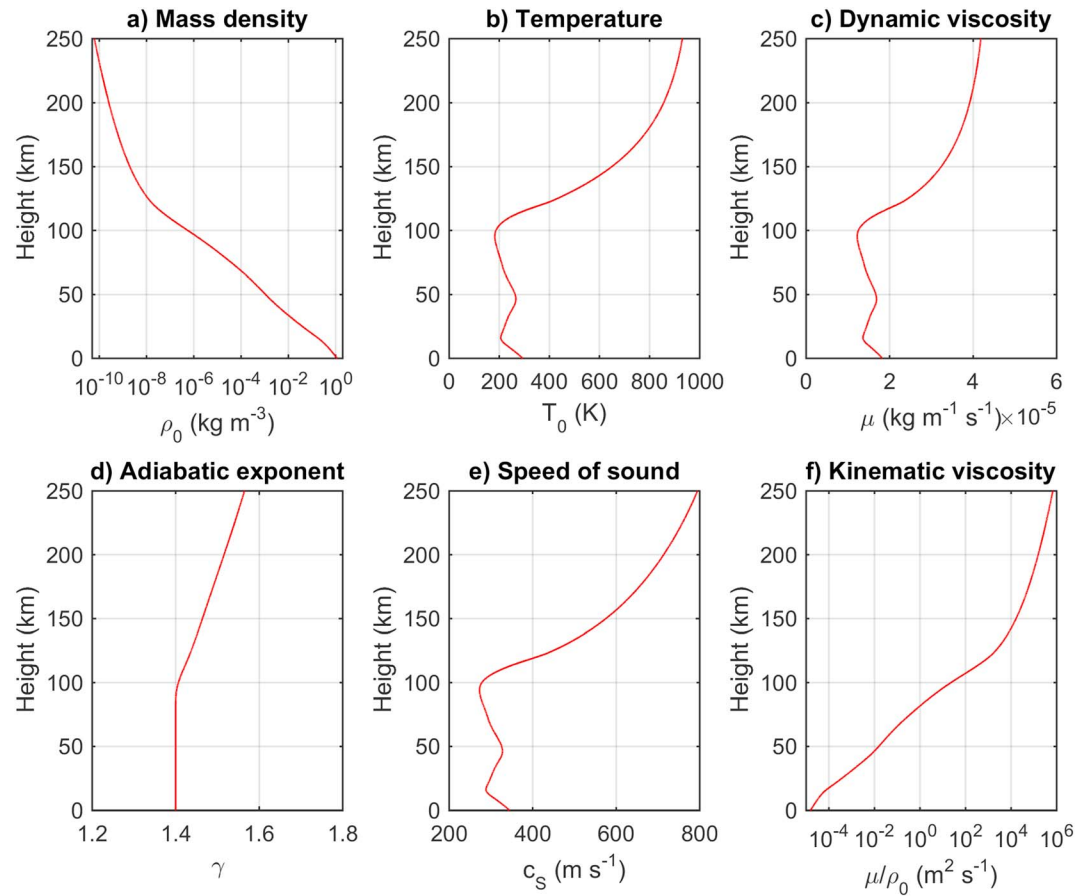 a) Mass density
250
200
150
100
50
0
Height (km)
10^-10 10^-8 10^-6 10^-4 10^-2 10^0
ρ_0 (kg m^-3)
b) Temperature
250
200
150
100
50
0
Height (km)
0 200 400 600 800 1000
T_0 (K)
c) Dynamic viscosity
250
200
150
100
50
0
Height (km)
0 2 4 6
μ (kg m^-1 s^-1) ×10^-5
d) Adiabatic exponent
250
200
150
100
50
0
Height (km)
1.2 1.4 1.6 1.8
γ
e) Speed of sound
250
200
150
100
50
0
Height (km)
200 400 600 800
c_S (m s^-1)
f) Kinematic viscosity
250
200
150
100
50
0
Height (km)
10^-4 10^-2 10^0 10^2 10^4 10^6
μ/ρ_0 (m^2 s^-1)